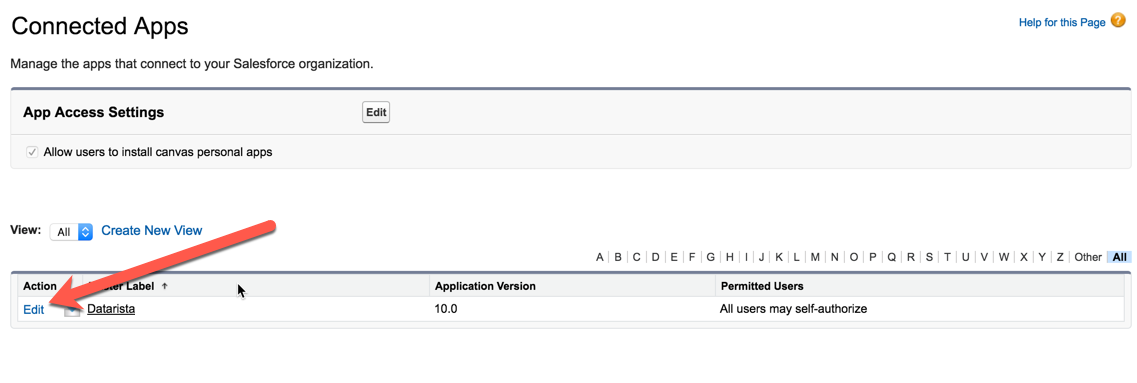 Connected Apps
Help for this Page ?
Manage the apps that connect to your Salesforce organization.
App Access Settings Edit
Allow users to install canvas personal apps
View: All Create New View
A | B | C | D | E | F | G | H | I | J | K | L | M | N | O | P | Q | R | S | T | U | V | W | X | Y | Z | Other | All
Action Label ↑ Application Version Permitted Users
Edit Datarista 10.0 All users may self-authorize